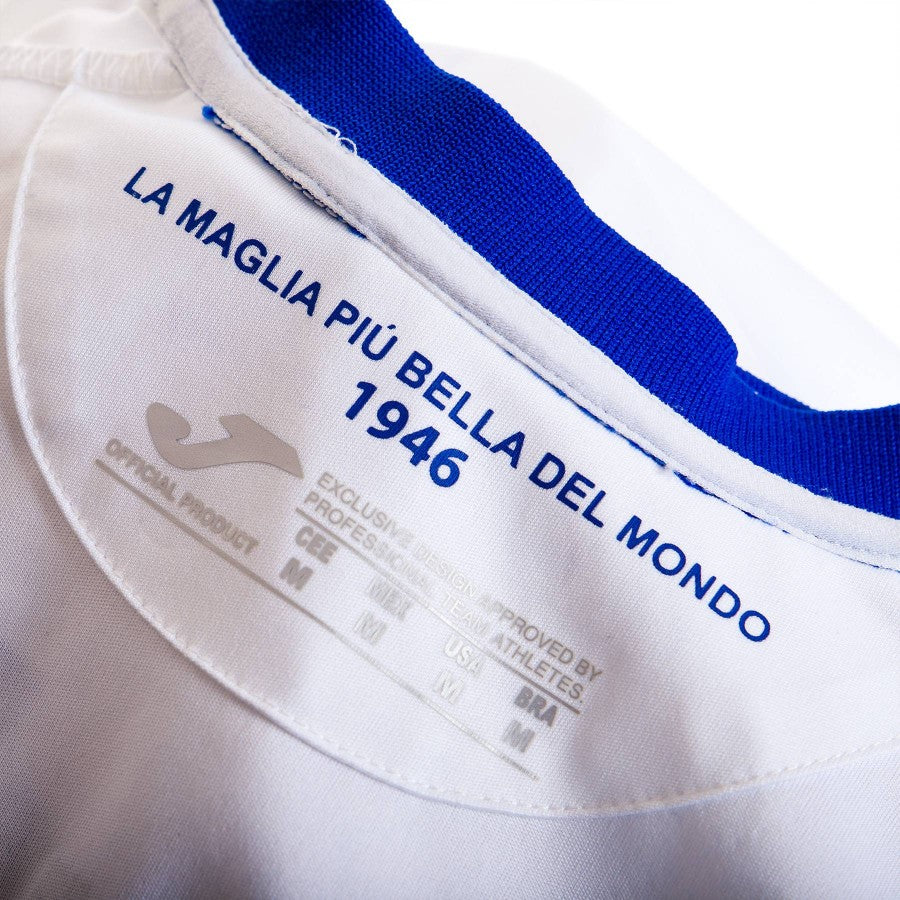 LA MAGLIA PIÚ BELLA DEL MONDO
1946
OFFICIAL PRODUCT
EXCLUSIVE DESIGN APPROVED BY
PROFESSIONAL TEAM ATHLETES.
CEE MEX USA BRA
M M M M